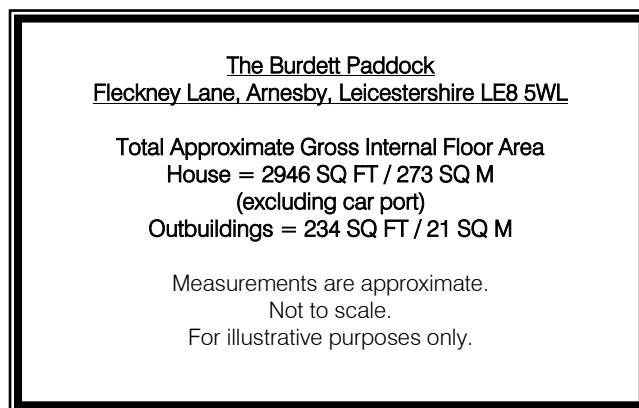 The Burdett Paddock
Fleckney Lane, Arnesby, Leicestershire LE8 5WL
Total Approximate Gross Internal Floor Area
House = 2946 SQ FT / 273 SQ M
(excluding car port)
Outbuildings = 234 SQ FT / 21 SQ M
Measurements are approximate.
Not to scale.
For illustrative purposes only.